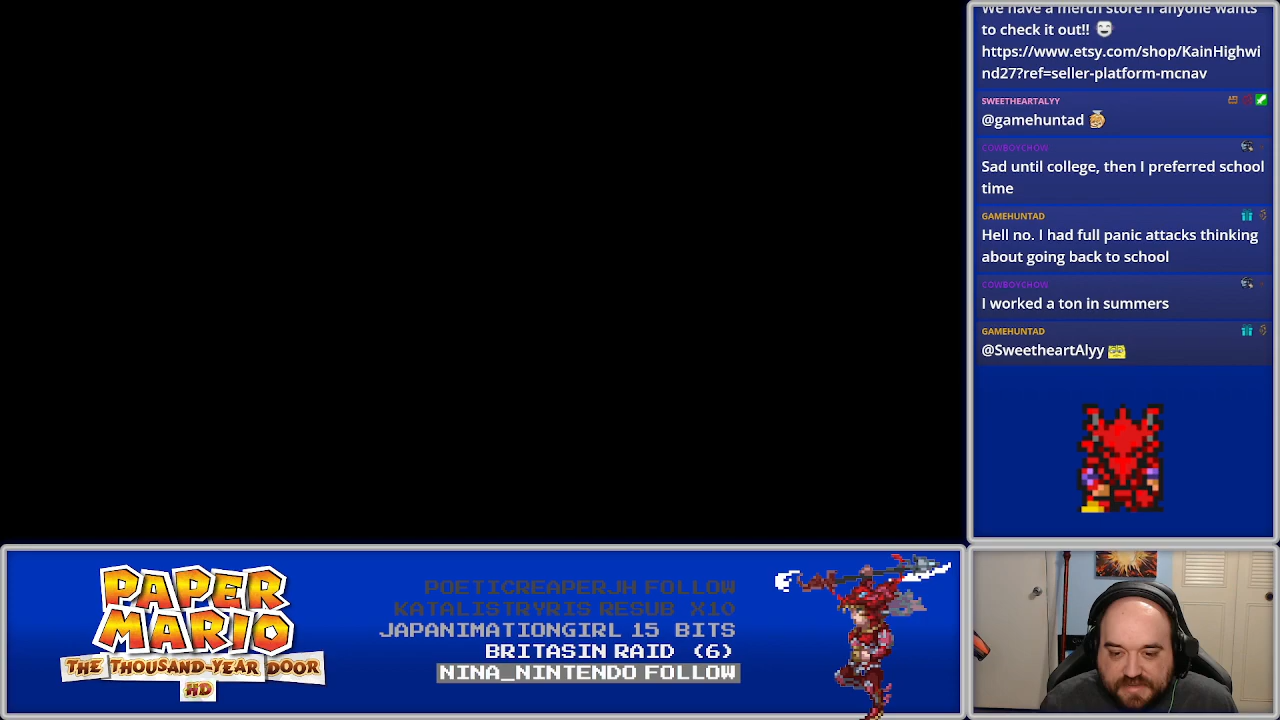 We have a merch store if anyone wants
to check it out!!
https://www.etsy.com/shop/KainHighwi
nd27?ref=seller-platform-mcnav
SWEETHEARTALYY
@gamehuntad
COWBOYCHOW
Sad until college, then I preferred school
time
GAMEHUNTAD
Hell no. I had full panic attacks thinking
about going back to school
COWBOYCHOW
I worked a ton in summers
GAMEHUNTAD
@SweetheartAlyy
PAPER
MARIO
THE THOUSAND-YEAR DOOR
HD
POETICREAPERJH FOLLOW
KATALISTRYRIS RESUB X10
JAPANIMATIONGIRL 15 BITS
BRITASIN RAID (6)
NINA_NINTENDO FOLLOW